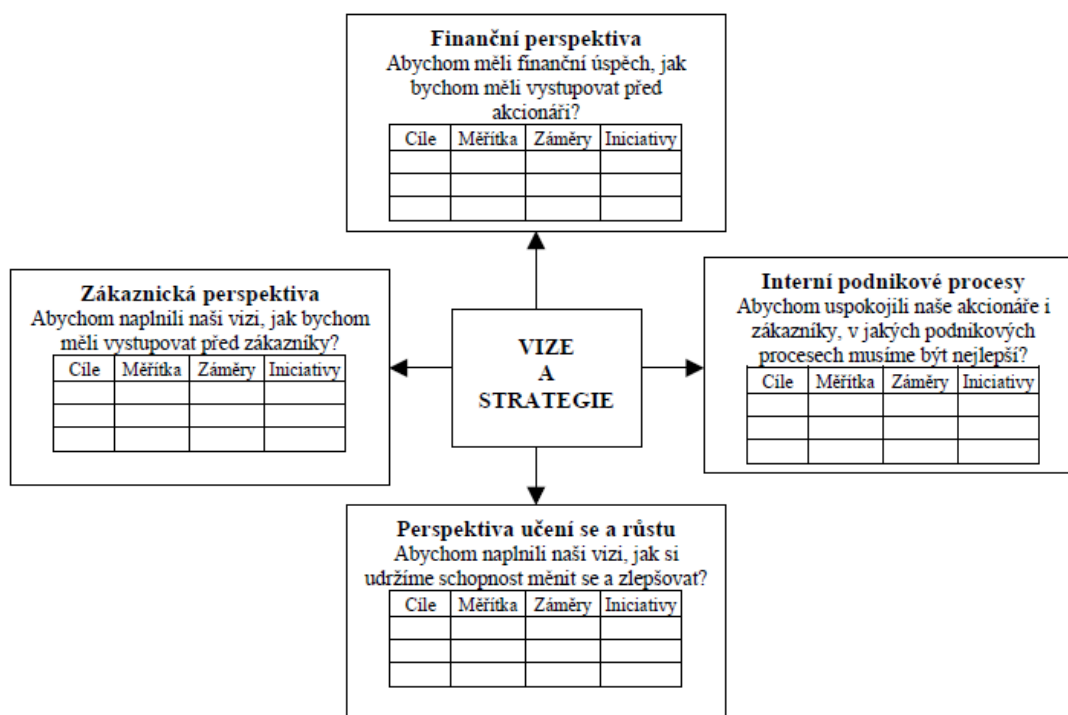 Finanční perspektiva
Abychom měli finanční úspěch, jak
bychom měli vystupovat před
akcionáři?
Cíle Měřítka Záměry Iniciativy
Zákaznická perspektiva
Abychom naplnili naši vizi, jak bychom
měli vystupovat před zákazníky?
Cíle Měřítka Záměry Iniciativy
VIZE
A
STRATEGIE
Interní podnikové procesy
Abychom uspokojili naše akcionáře i
zákazníky, v jakých podnikových
procesech musíme být nejlepší?
Cíle Měřítka Záměry Iniciativy
Perspektiva učení se a růstu
Abychom naplnili naši vizi, jak si
udržíme schopnost měnit se a zlepšovat?
Cíle Měřítka Záměry Iniciativy